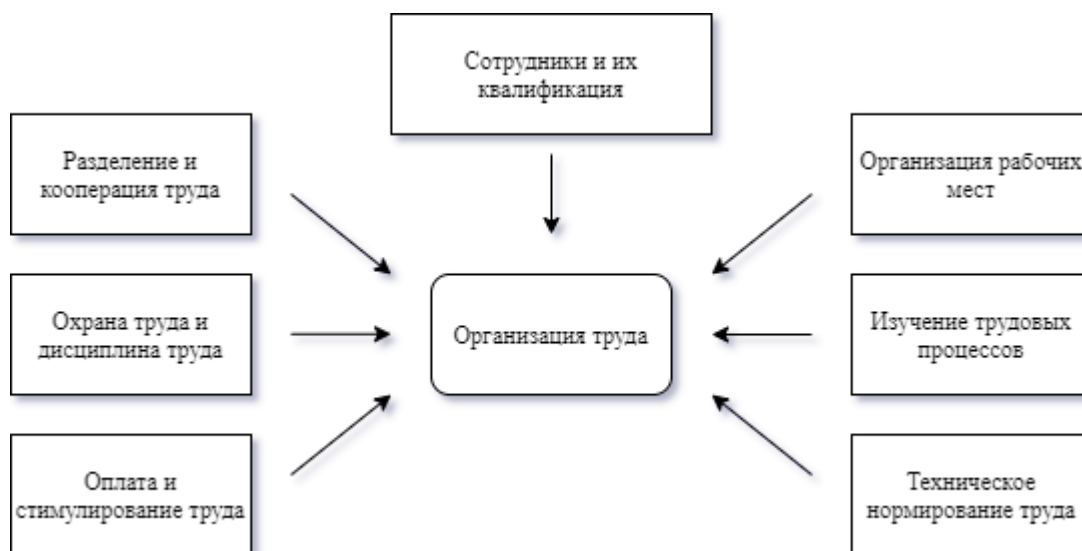 Сотрудники и их
квалификация
Разделение и
кооперация труда
Организация рабочих
мест
Охрана труда и
дисциплина труда
Организация труда
Изучение трудовых
процессов
Оплата и
стимулирование труда
Техническое
нормирование труда